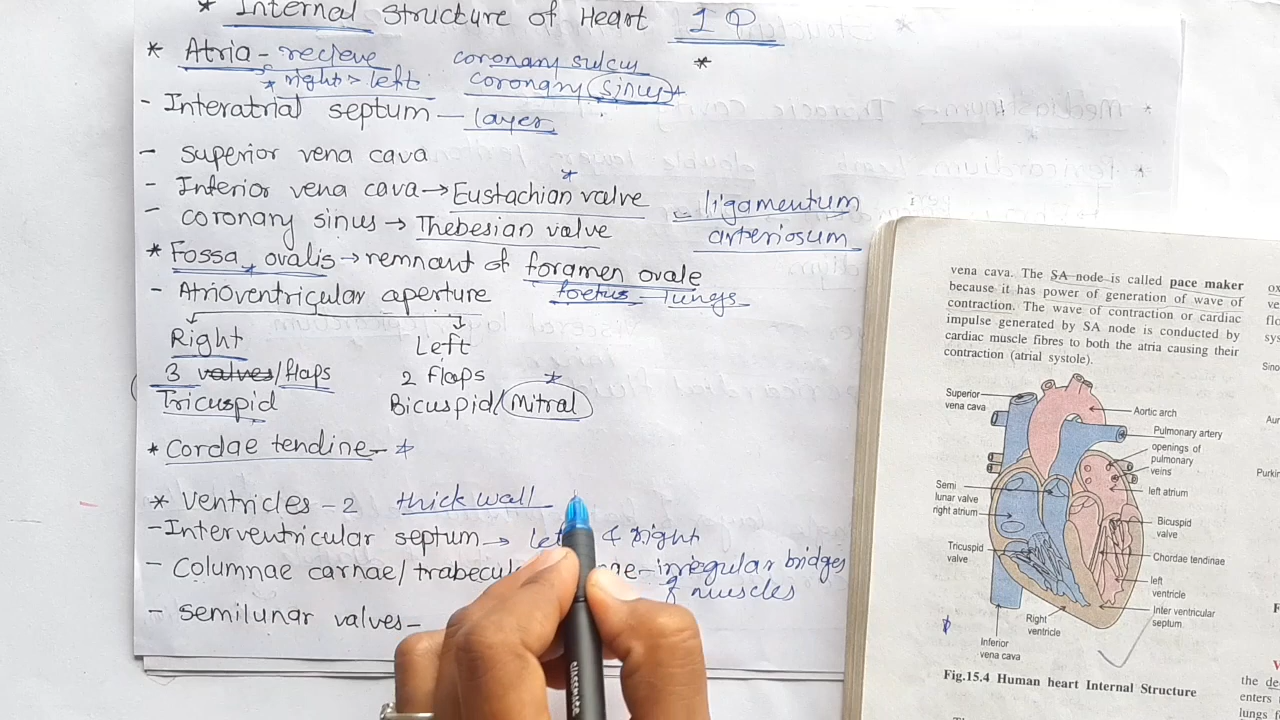 * Internal structure of Heart 1 P
* Atria - recieve
* right > left
coronary sulcus
coronary sinus *
*
- Interatrial septum - layer
- superior vena cava
- Inferior vena cava → Eustachian valve
- coronary sinus → Thebesian valve
- ligamentum
arteriosum
* Fossa ovalis → remnant of foramen ovale
foetus - lungs
- Atrioventricular aperture
Right Left
3 valves/flaps 2 flaps
Tricuspid Bicuspid/Mitral
* Cordae tendine - *
* Ventricles - 2 thick wall
- Interventricular septum → & right
- Columnae carnae/ - irregular bridges
of muscles
- Semilunar valves -
vena cava. The SA node is called pace maker
because it has power of generation of wave of
contraction. The wave of contraction or cardiac
impulse generated by SA node is conducted by
cardiac muscle fibres to both the atria causing their
contraction (atrial systole).
Superior
vena cava
Aortic arch
Pulmonary artery
openings of
pulmonary
veins
left atrium
Semi
lunar valve
right atrium
Bicuspid
valve
Tricuspid
valve
Chordae tendinae
left
ventricle
Inter ventricular
septum.
Right
ventricle
Inferior
vena cava
Fig.15.4 Human heart Internal Structure
the
enters
lungs
classmate